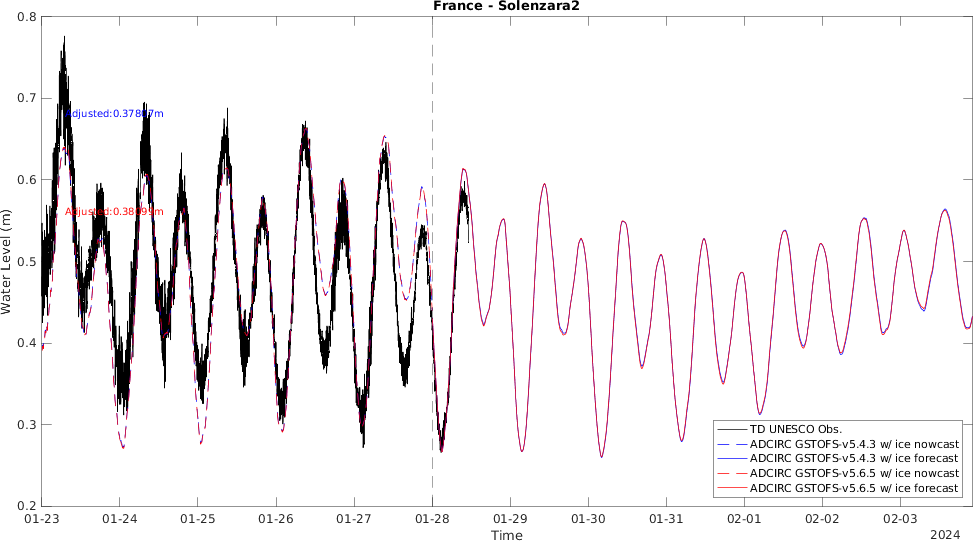 France - Solenzara2
0.8
0.7
0.6
0.5
0.4
0.3
0.2
Water Level (m)
Adjusted:0.37807m
TD UNESCO Obs.
ADCIRC GSTOFS-v5.4.3 w/ ice nowcast
ADCIRC GSTOFS-v5.4.3 w/ ice forecast
ADCIRC GSTOFS-v5.6.5 w/ ice nowcast
ADCIRC GSTOFS-v5.6.5 w/ ice forecast
01-23 01-24 01-25 01-26 01-27 01-28 01-29 01-30 01-31 02-01 02-02 02-03
Time
2024